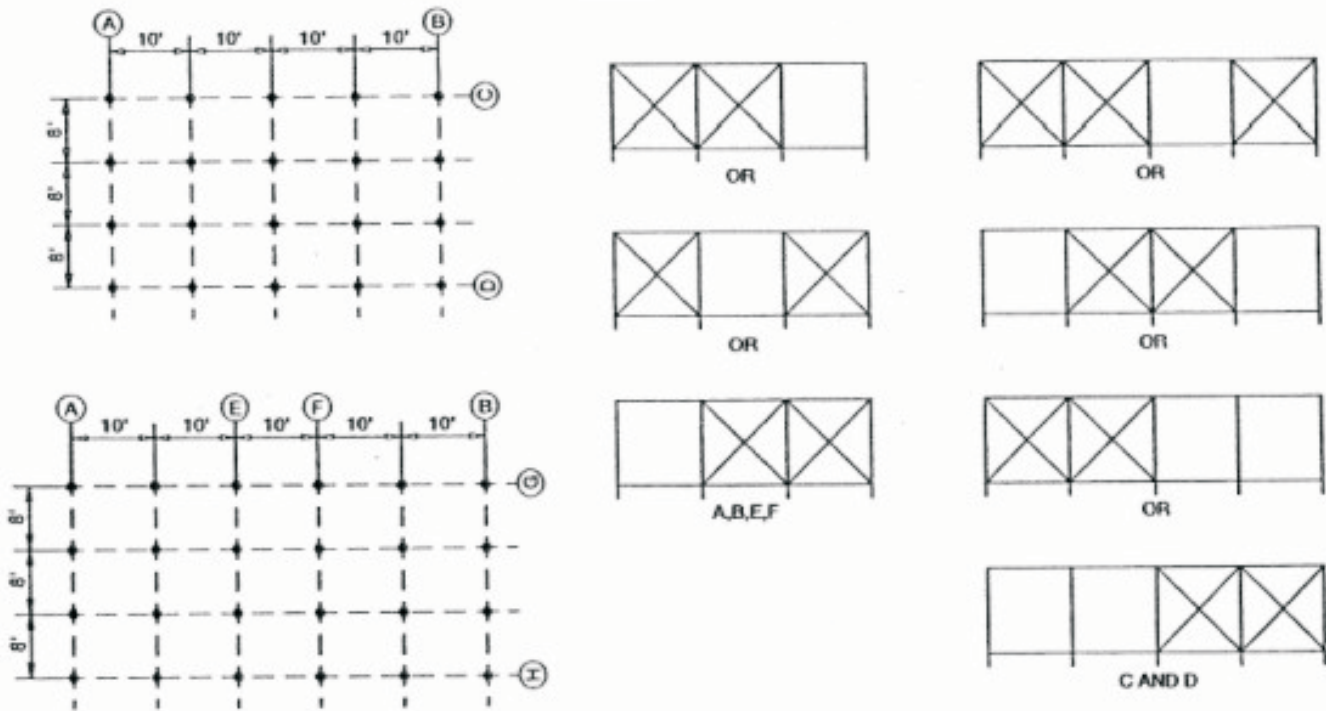 A B
10' 10' 10' 10'
C
8'
8'
8'
D
A E F B
10' 10' 10' 10' 10'
G
8'
8'
8'
H
OR
OR
A,B,E,F
OR
OR
OR
C AND D